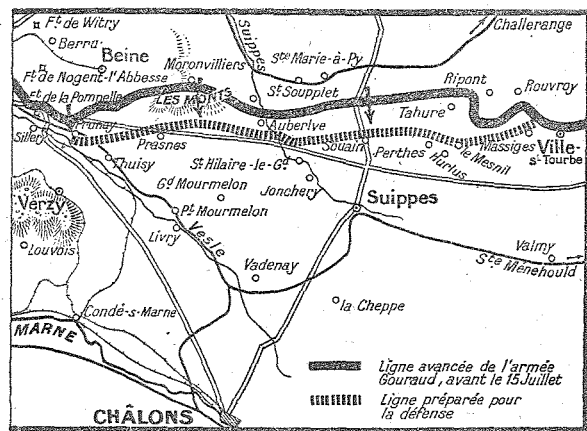 Ft. de Witry
Berru
Beine
Ft. de Nogent-l'Abbesse
Ft. de la Pompelle
Moronvilliers
LES MONTS
Suippes
Ste Marie-à-Py
St Soupplet
Challerange
Ripont
Rouvroy
Tahure
Auberive
Sillery
Prunay
Prosnes
Thuisy
St Hilaire-le-Gd
Souain
Perthes
Hurlus
le Mesnil
Massiges
Ville-
s-Tourbe
Gd Mourmelon
Jonchery
Suippes
Verzy
Pt Mourmelon
Livry
Vesle
Louvois
Vadenay
Valmy
Ste Ménehould
la Cheppe
Condé-s-Marne
MARNE
CHÂLONS
Ligne avancée de l'armée
Gouraud, avant le 15 Juillet
Ligne préparée pour
la défense